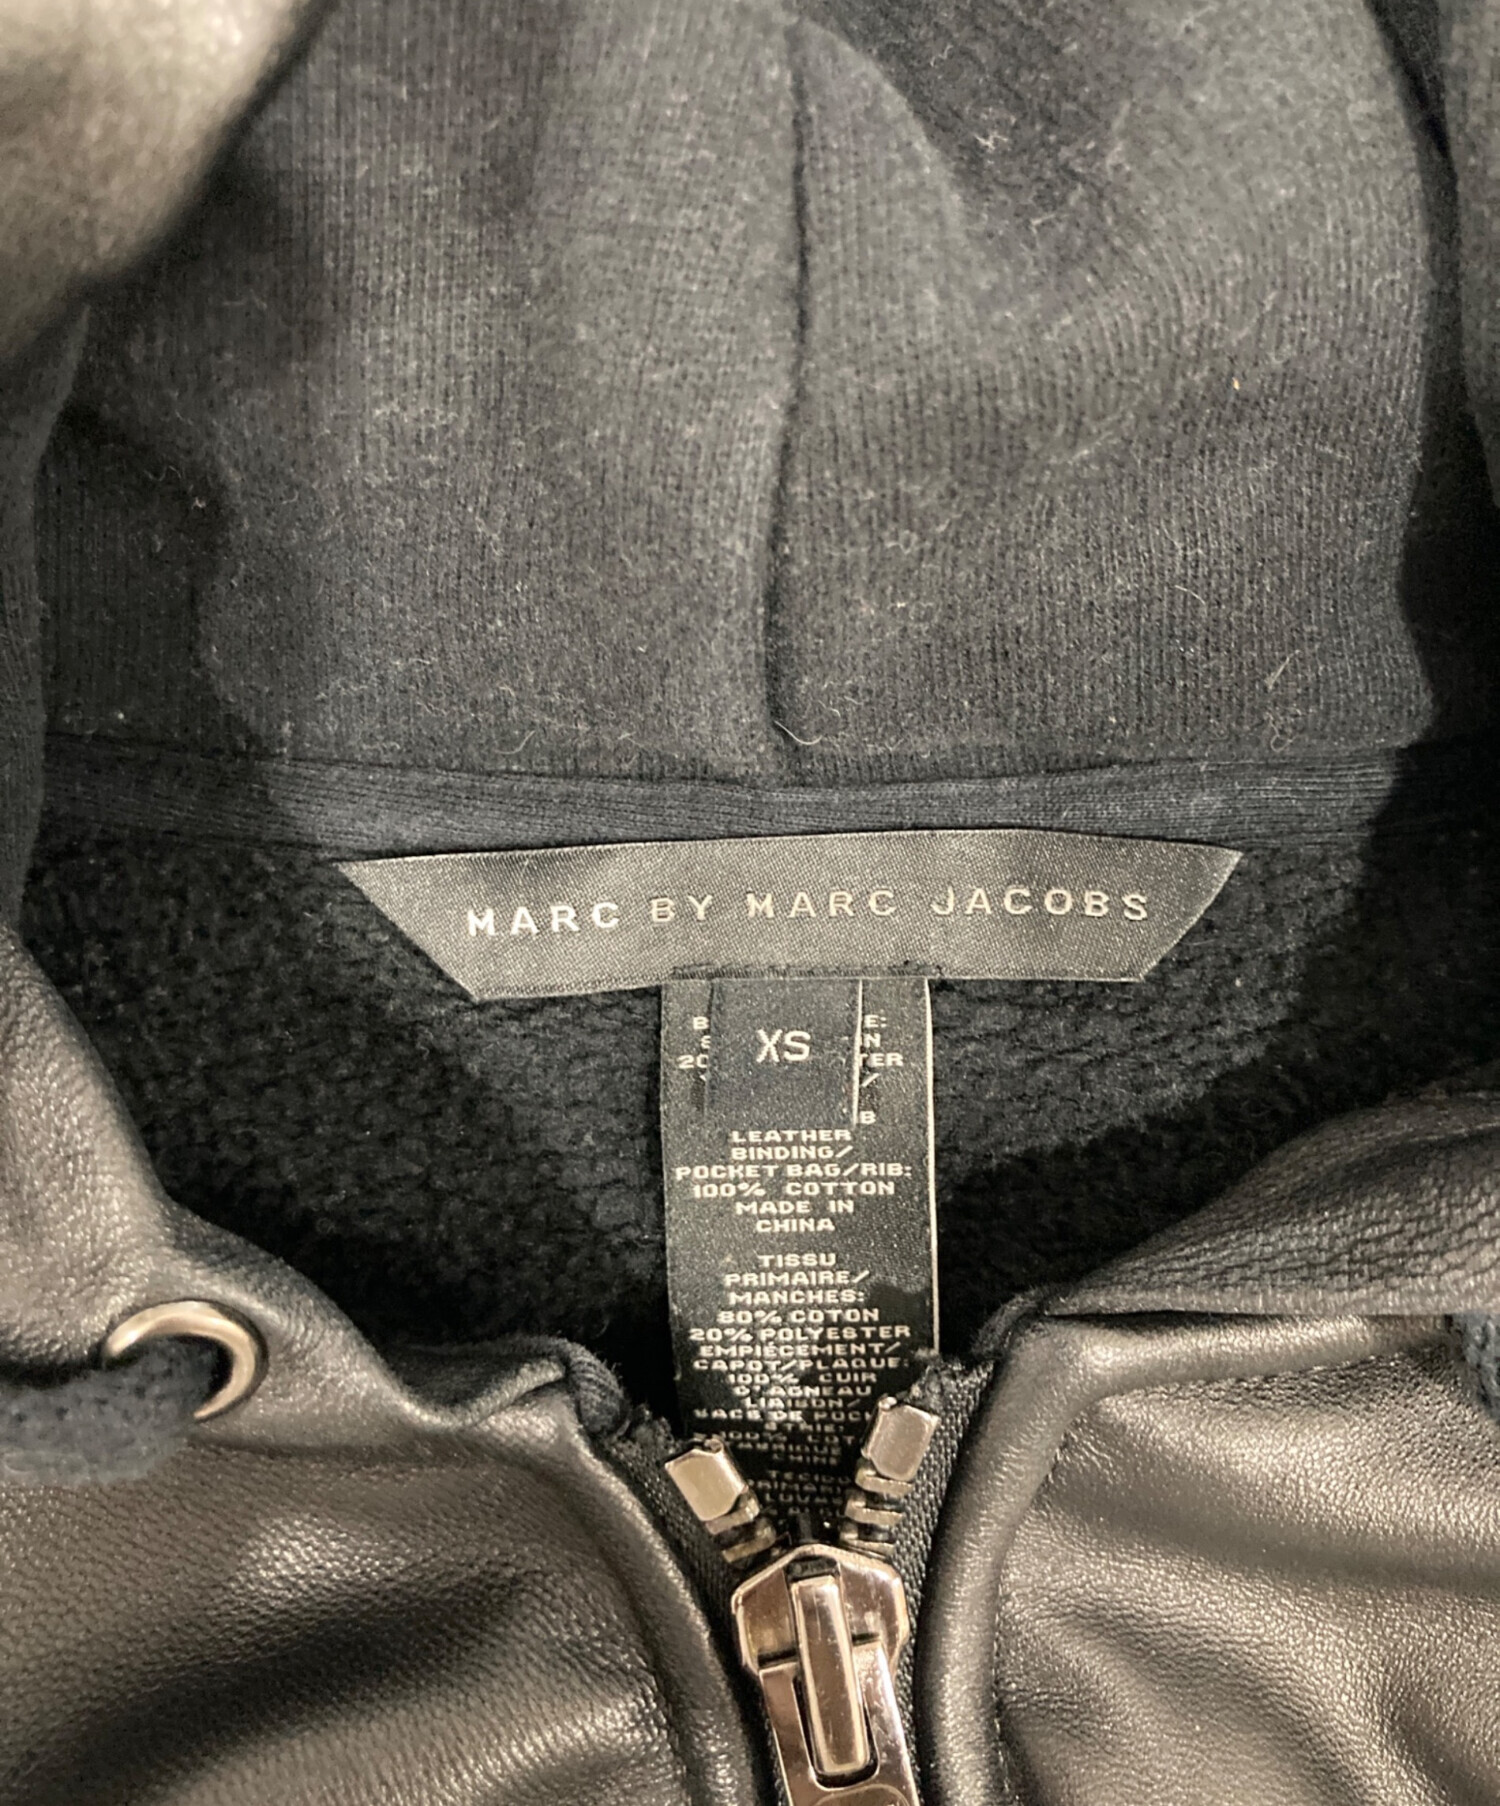 MARC BY MARC JACOBS
XS
LEATHER
BINDING/
POCKET BAG/RIB:
100% COTTON
MADE IN
CHINA
TISSU
PRIMAIRE/
MANCHES:
80% COTON
20% POLYESTER
EMPIÈCEMENT/
CAPOT/PLAQUE:
100% CUIR
D'AGNEAU
LIAISON/